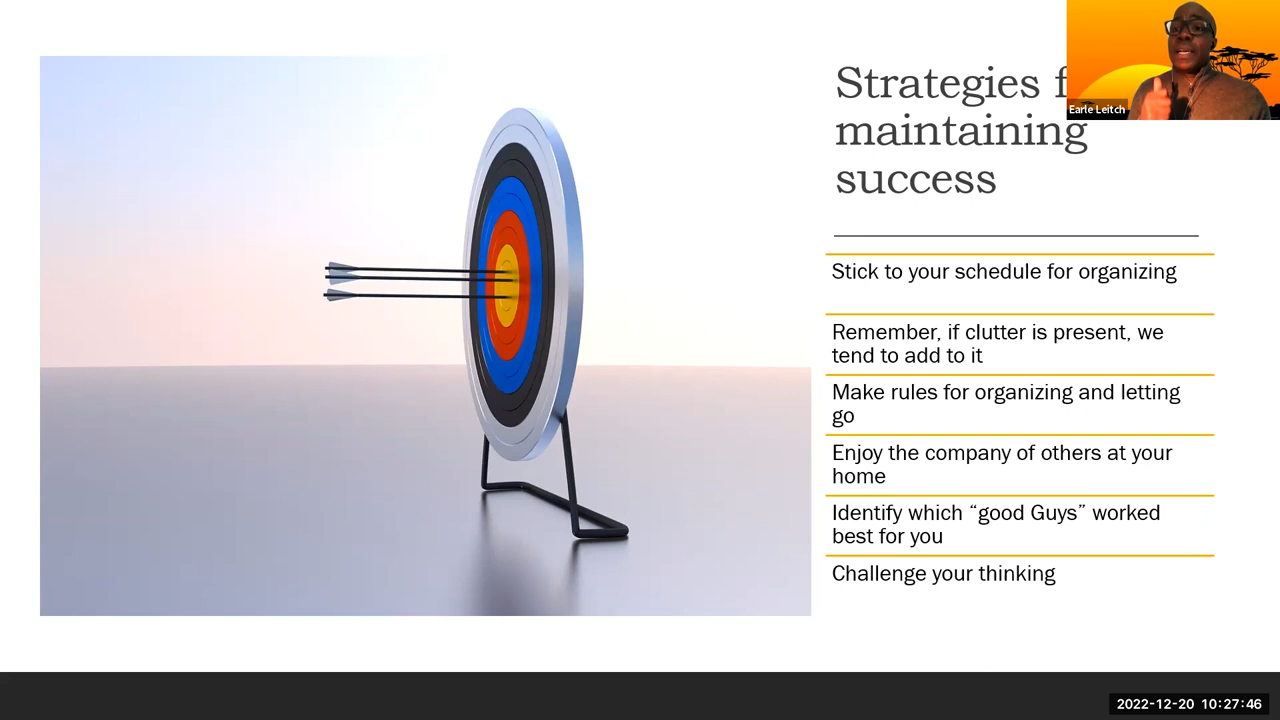 Strategies f
maintaining
success
Earle Leitch
Stick to your schedule for organizing
Remember, if clutter is present, we
tend to add to it
Make rules for organizing and letting
go
Enjoy the company of others at your
home
Identify which “good Guys” worked
best for you
Challenge your thinking
2022-12-20 10:27:46